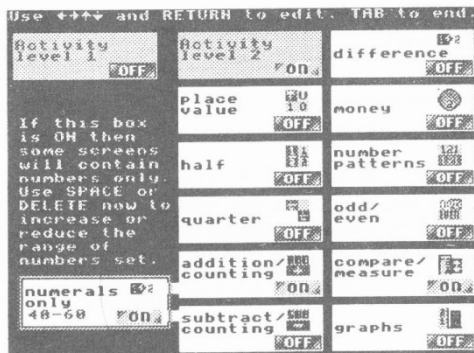 Use ←→↑↓ and RETURN to edit. TAB to end
Activity
level 1
OFF
If this box
is ON then
some screens
will contain
numbers only.
Use SPACE or
DELETE now to
increase or
reduce the
range of
numbers set.
numerals
only
40-60
ON
Activity
level 2
ON
place
value
TU
10
OFF
half
OFF
quarter
OFF
addition/
counting
ON
subtract/
counting
ON
difference
OFF
money
OFF
number
patterns
OFF
odd/
even
OFF
compare/
measure
ON
graphs
OFF